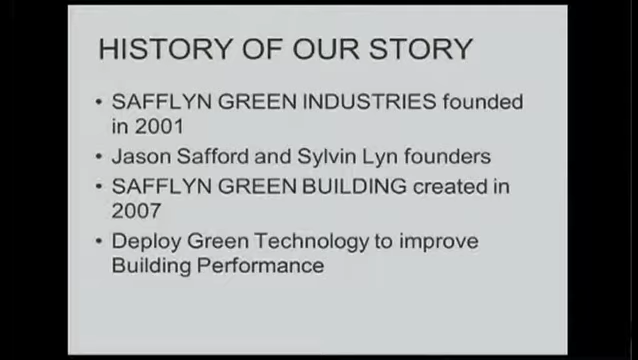 HISTORY OF OUR STORY
• SAFFLYN GREEN INDUSTRIES founded
in 2001
• Jason Safford and Sylvin Lyn founders
• SAFFLYN GREEN BUILDING created in
2007
• Deploy Green Technology to improve
Building Performance